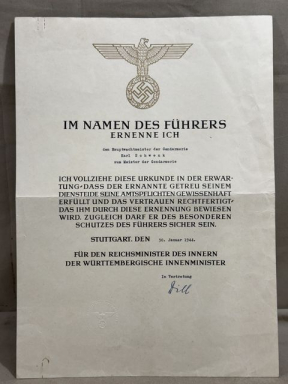 IM NAMEN DES FÜHRERS
ERNENNE ICH
den Hauptwachtmeister der Gendarmerie
Karl Schwenk
zum Meister der Gendarmerie
ICH VOLLZIEHE DIESE URKUNDE IN DER ERWAR-
TUNG, DASS DER ERNANNTE GETREU SEINEM
DIENSTEIDE SEINE AMTSPFLICHTEN GEWISSENHAFT
ERFÜLLT UND DAS VERTRAUEN RECHTFERTIGT,
DAS IHM DURCH DIESE ERNENNUNG BEWIESEN
WIRD. ZUGLEICH DARF ER DES BESONDEREN
SCHUTZES DES FÜHRERS SICHER SEIN.
STUTTGART, DEN 30. Januar 1944.
FÜR DEN REICHSMINISTER DES INNERN
DER WÜRTTEMBERGISCHE INNENMINISTER
In Vertretung
Dill